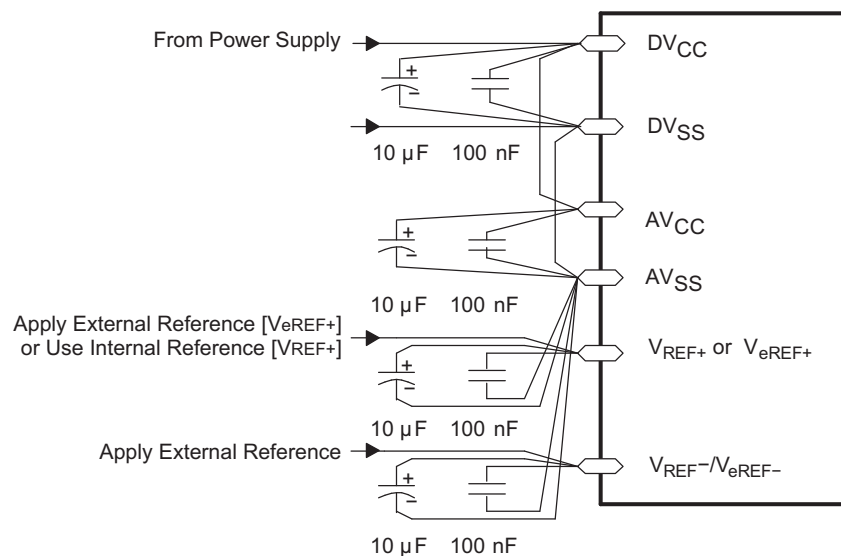 From Power Supply
DVCC
+
−
DVSS
10 µF 100 nF
AVCC
+
−
AVSS
10 µF 100 nF
Apply External Reference [VeREF+]
or Use Internal Reference [VREF+]
VREF+ or VeREF+
+
−
10 µF 100 nF
Apply External Reference
VREF−/VeREF−
+
−
10 µF 100 nF